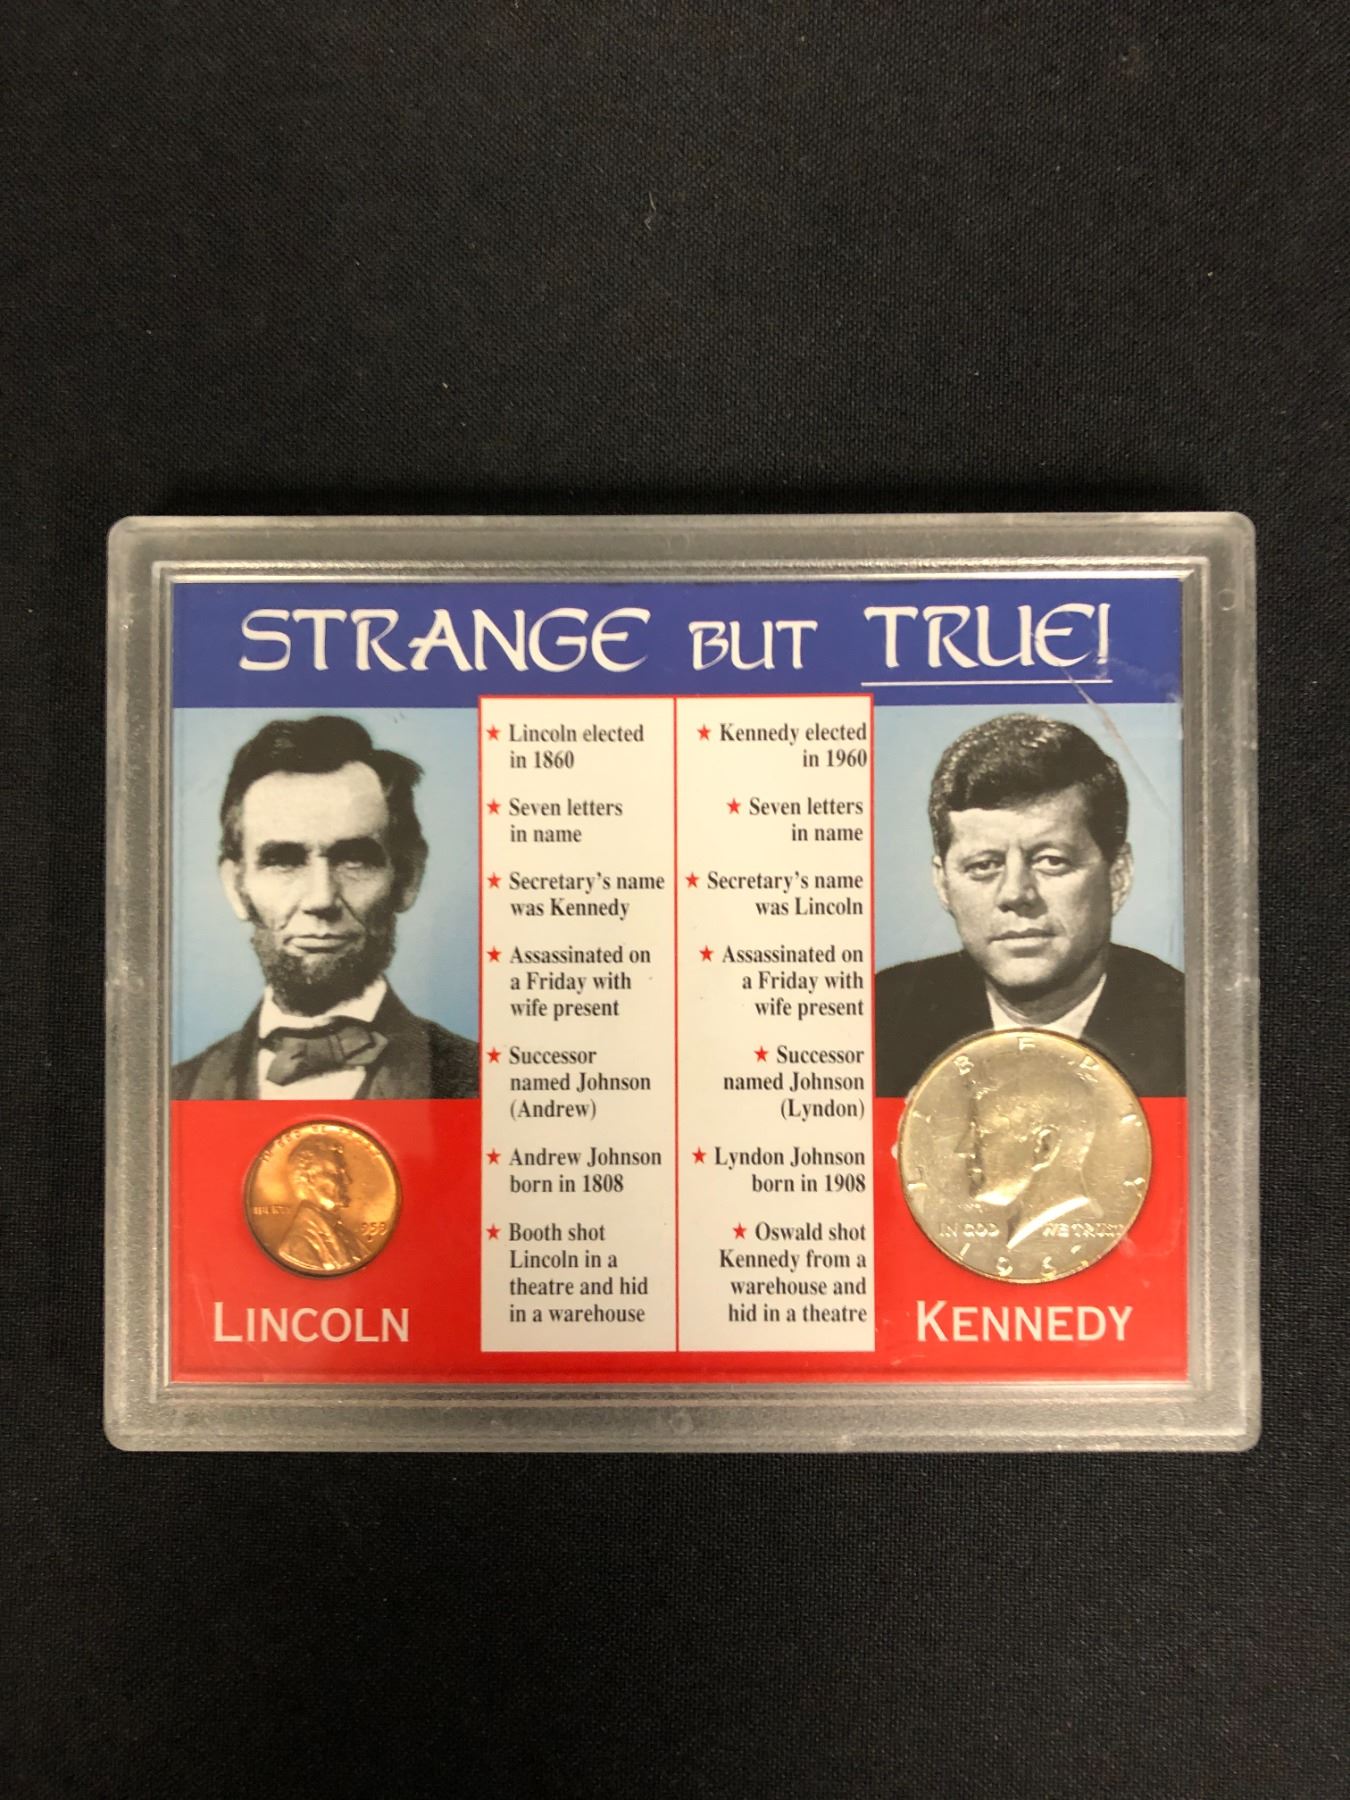 STRANGE BUT TRUE!
★ Lincoln elected
in 1860
★ Seven letters
in name
★ Secretary's name
was Kennedy
★ Assassinated on
a Friday with
wife present
★ Successor
named Johnson
(Andrew)
★ Andrew Johnson
born in 1808
★ Booth shot
Lincoln in a
theatre and hid
in a warehouse
★ Kennedy elected
in 1960
★ Seven letters
in name
★ Secretary's name
was Lincoln
★ Assassinated on
a Friday with
wife present
★ Successor
named Johnson
(Lyndon)
★ Lyndon Johnson
born in 1908
★ Oswald shot
Kennedy from a
warehouse and
hid in a theatre
LINCOLN
KENNEDY
IN GOD WE TRUST